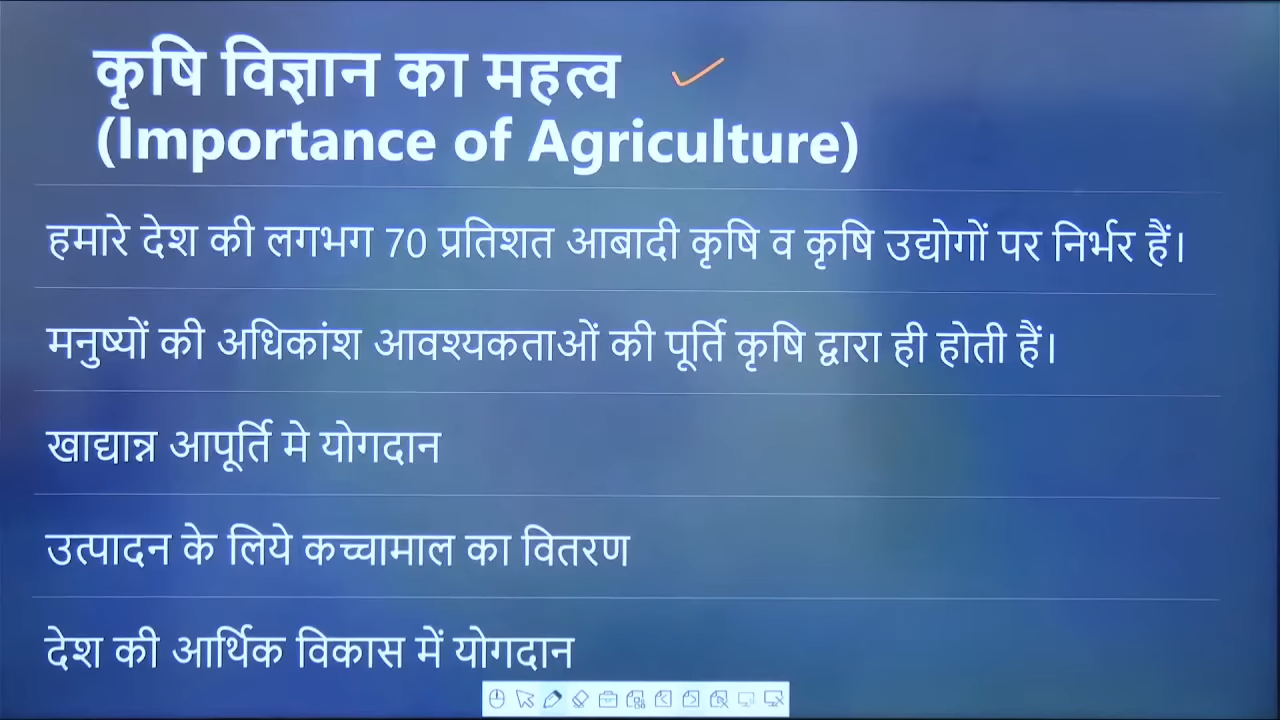 कृषि विज्ञान का महत्व
(Importance of Agriculture)
हमारे देश की लगभग 70 प्रतिशत आबादी कृषि व कृषि उद्योगों पर निर्भर हैं।
मनुष्यों की अधिकांश आवश्यकताओं की पूर्ति कृषि द्वारा ही होती हैं।
खाद्यान्न आपूर्ति मे योगदान
उत्पादन के लिये कच्चामाल का वितरण
देश की आर्थिक विकास में योगदान